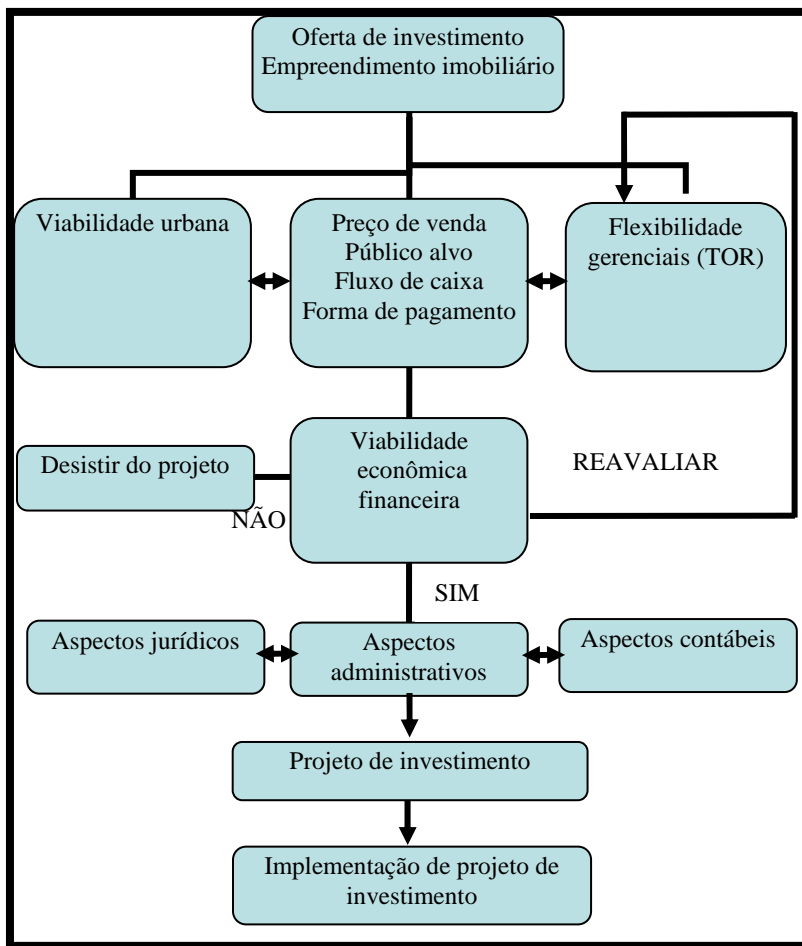 Oferta de investimento
Empreendimento imobiliário
Viabilidade urbana
Preço de venda
Público alvo
Fluxo de caixa
Forma de pagamento
Flexibilidade
gerenciais (TOR)
Viabilidade
econômica
financeira
REAVALIAR
Desistir do projeto
NÃO
SIM
Aspectos jurídicos
Aspectos
administrativos
Aspectos contábeis
Projeto de investimento
Implementação de projeto de
investimento